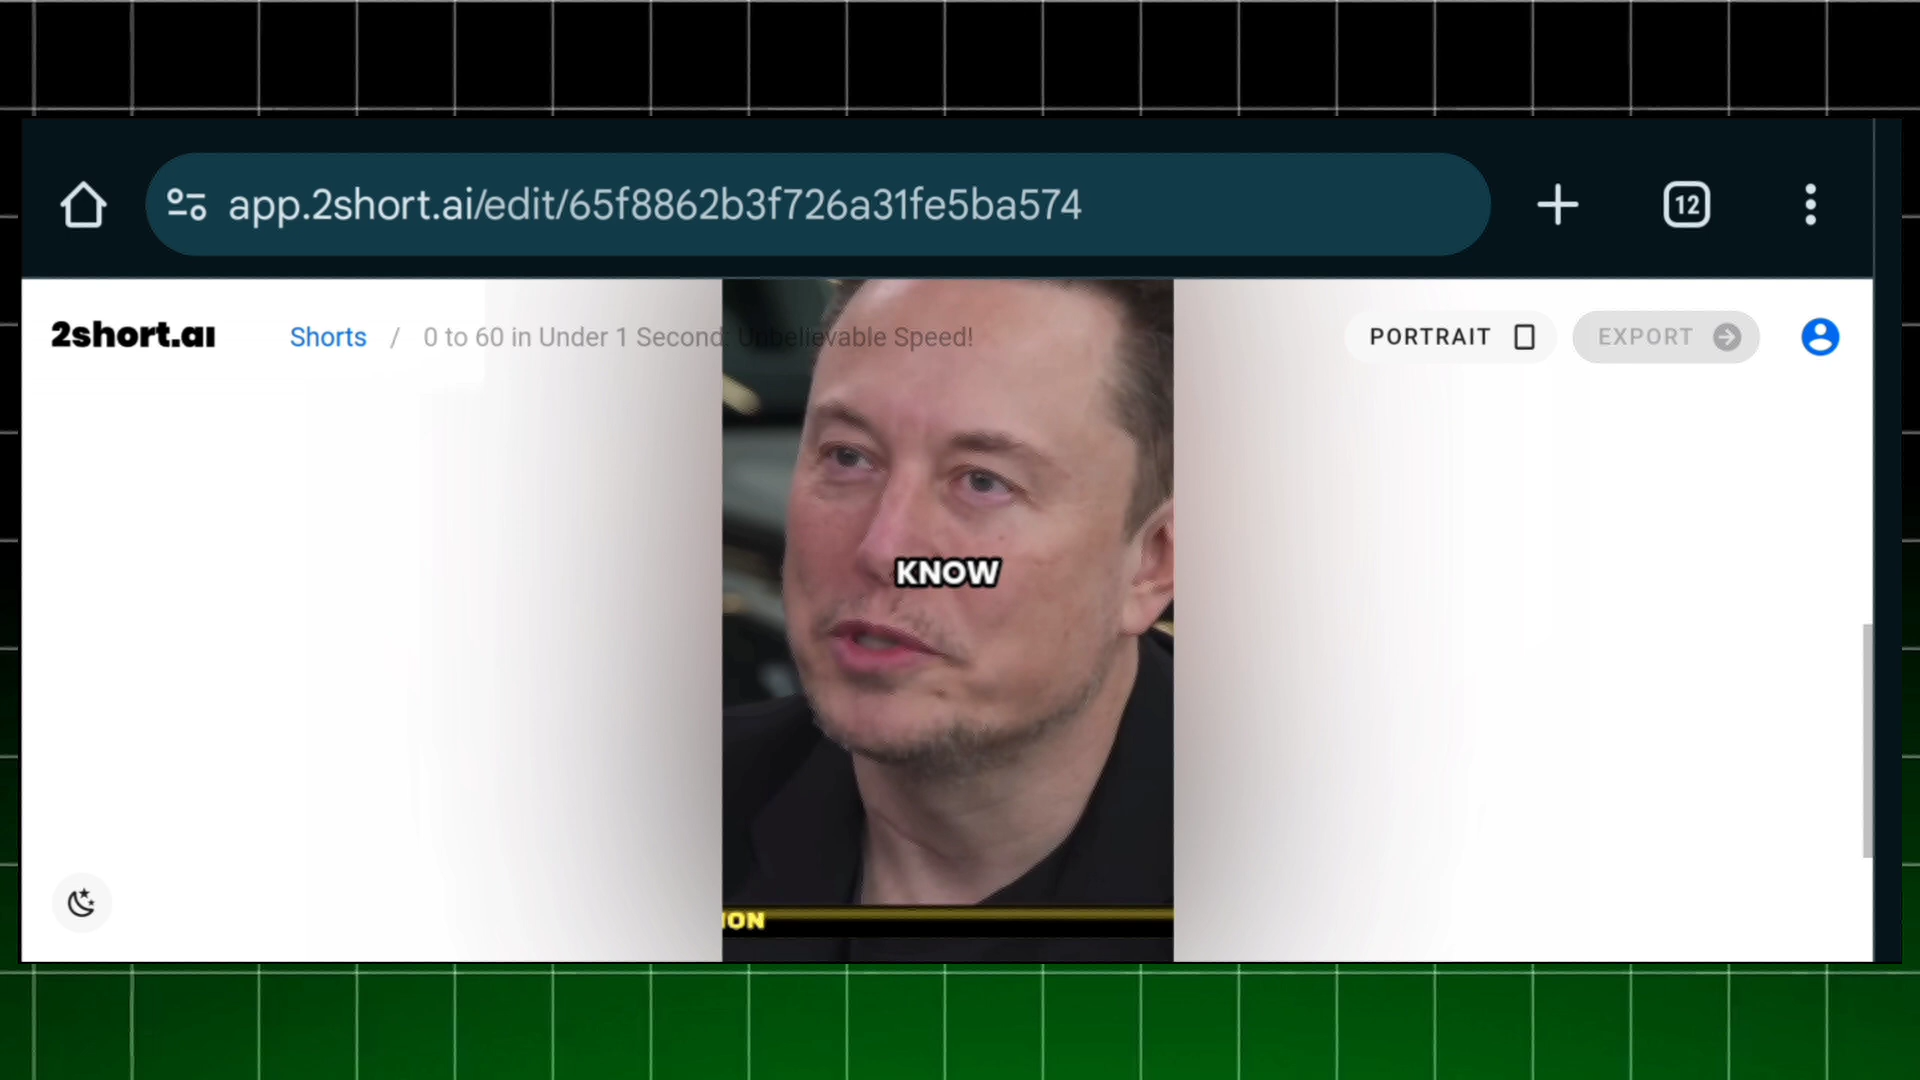 app.2short.ai/edit/65f8862b3f726a31fe5ba574
12
2short.ai
Shorts / 0 to 60 in Under 1 Second: Unbelievable Speed!
PORTRAIT
EXPORT
KNOW
ION